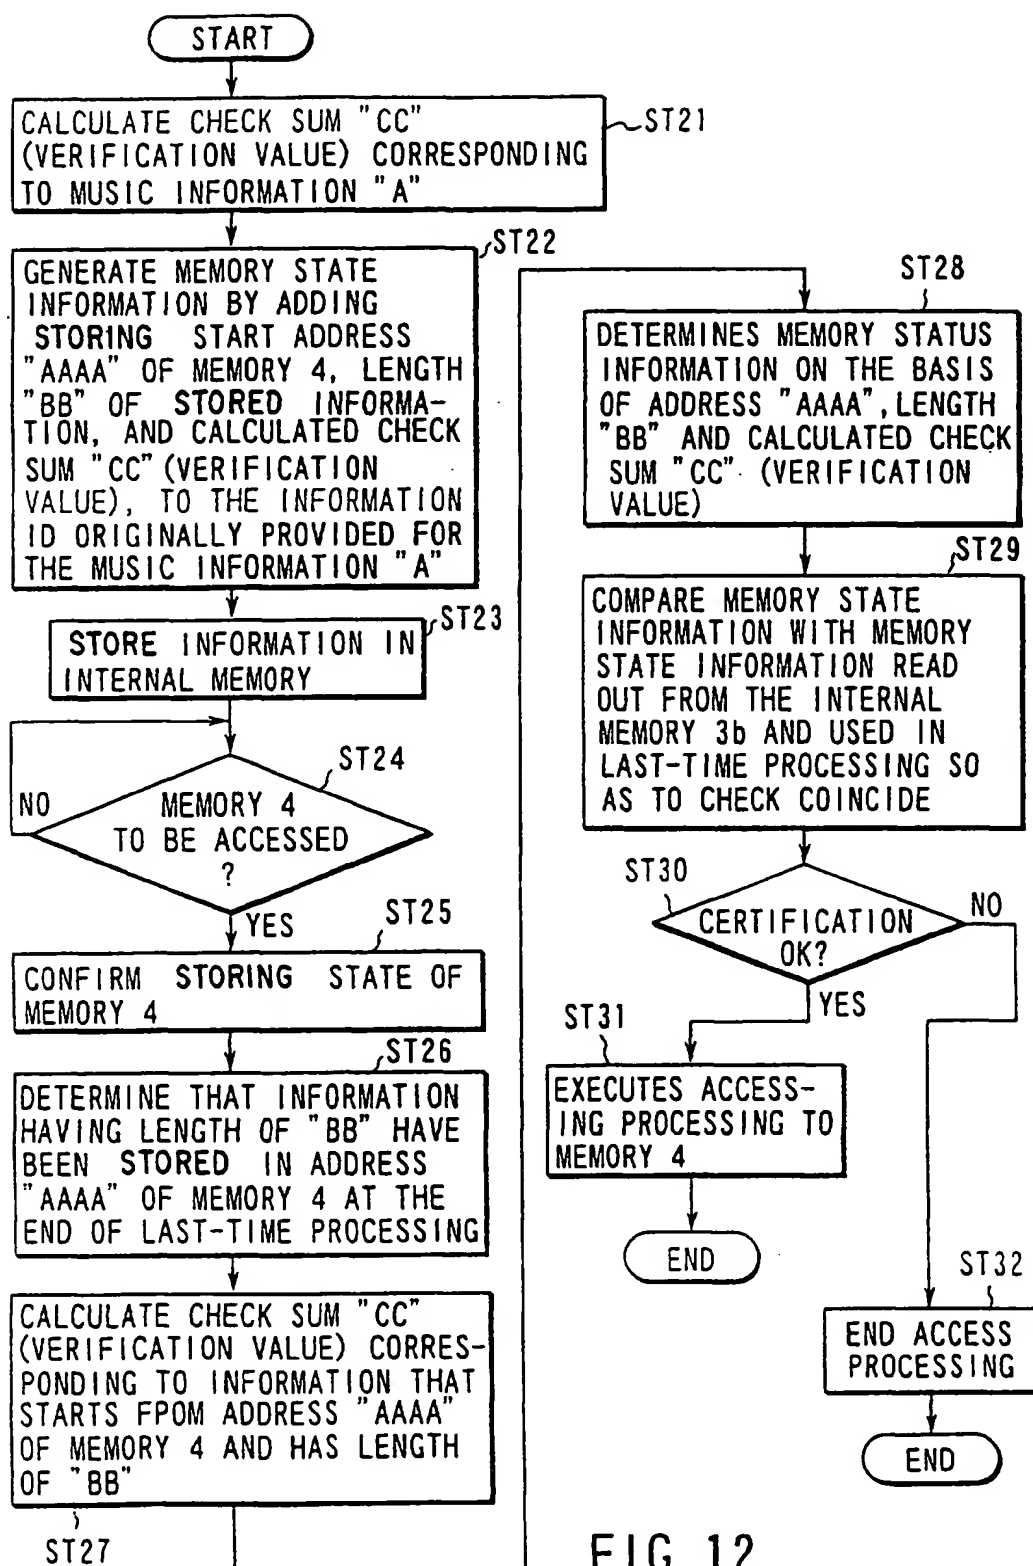 START
CALCULATE CHECK SUM "CC"
(VERIFICATION VALUE) CORRESPONDING
TO MUSIC INFORMATION "A"
ST21
ST22
GENERATE MEMORY STATE
INFORMATION BY ADDING
STORING START ADDRESS
"AAAA" OF MEMORY 4, LENGTH
"BB" OF STORED INFORMA-
TION, AND CALCULATED CHECK
SUM "CC" (VERIFICATION
VALUE), TO THE INFORMATION
ID ORIGINALLY PROVIDED FOR
THE MUSIC INFORMATION "A"
ST23
STORE INFORMATION IN
INTERNAL MEMORY
ST24
NO
MEMORY 4
TO BE ACCESSED
?
YES
ST25
CONFIRM STORING STATE OF
MEMORY 4
ST26
DETERMINE THAT INFORMATION
HAVING LENGTH OF "BB" HAVE
BEEN STORED IN ADDRESS
"AAAA" OF MEMORY 4 AT THE
END OF LAST-TIME PROCESSING
CALCULATE CHECK SUM "CC"
(VERIFICATION VALUE) CORRES-
PONDING TO INFORMATION THAT
STARTS FPOM ADDRESS "AAAA"
OF MEMORY 4 AND HAS LENGTH
OF "BB"
ST27
ST28
DETERMINES MEMORY STATUS
INFORMATION ON THE BASIS
OF ADDRESS "AAAA", LENGTH
"BB" AND CALCULATED CHECK
SUM "CC" (VERIFICATION
VALUE)
ST29
COMPARE MEMORY STATE
INFORMATION WITH MEMORY
STATE INFORMATION READ
OUT FROM THE INTERNAL
MEMORY 3b AND USED IN
LAST-TIME PROCESSING SO
AS TO CHECK COINCIDE
ST30
CERTIFICATION
OK?
NO
YES
ST31
EXECUTES ACCESS-
ING PROCESSING TO
MEMORY 4
END
ST32
END ACCESS
PROCESSING
END
FIG. 12